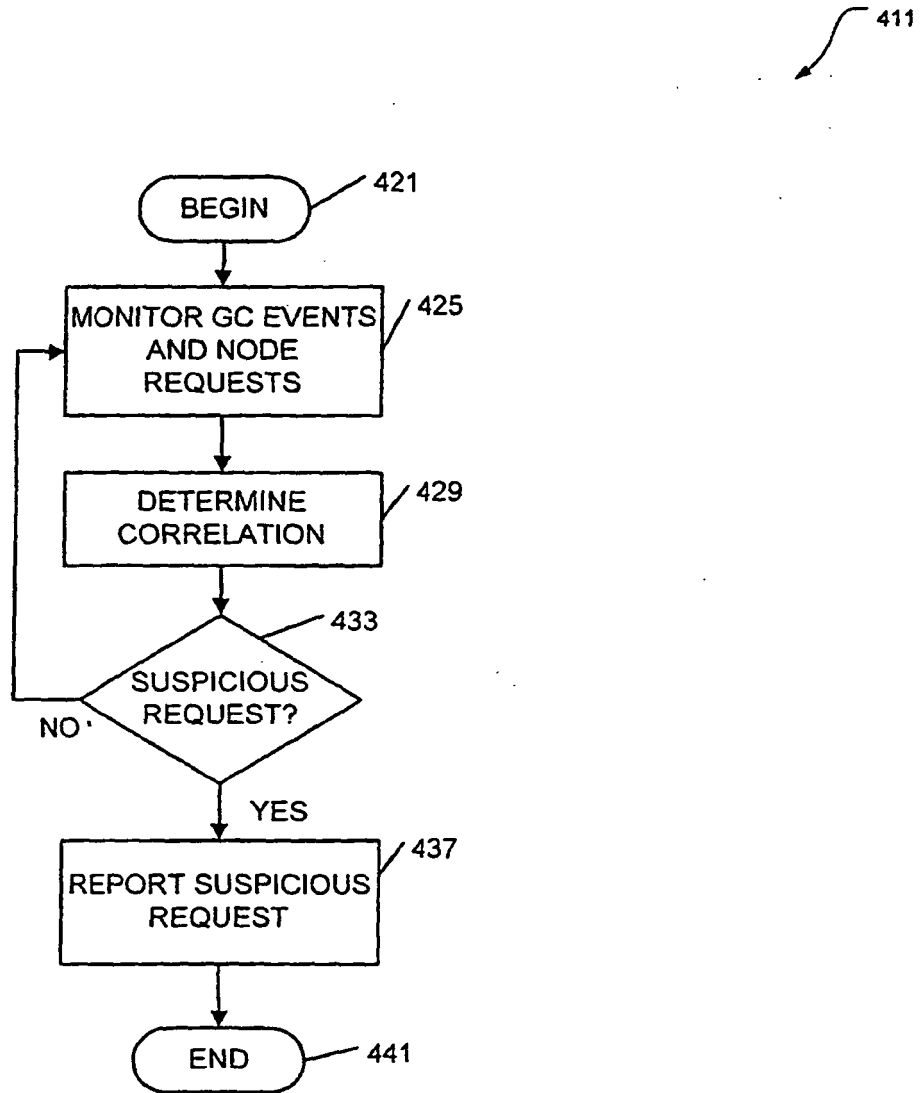 411
BEGIN
421
MONITOR GC EVENTS
AND NODE
REQUESTS
425
DETERMINE
CORRELATION
429
433
SUSPICIOUS
REQUEST?
NO
YES
437
REPORT SUSPICIOUS
REQUEST
END
441